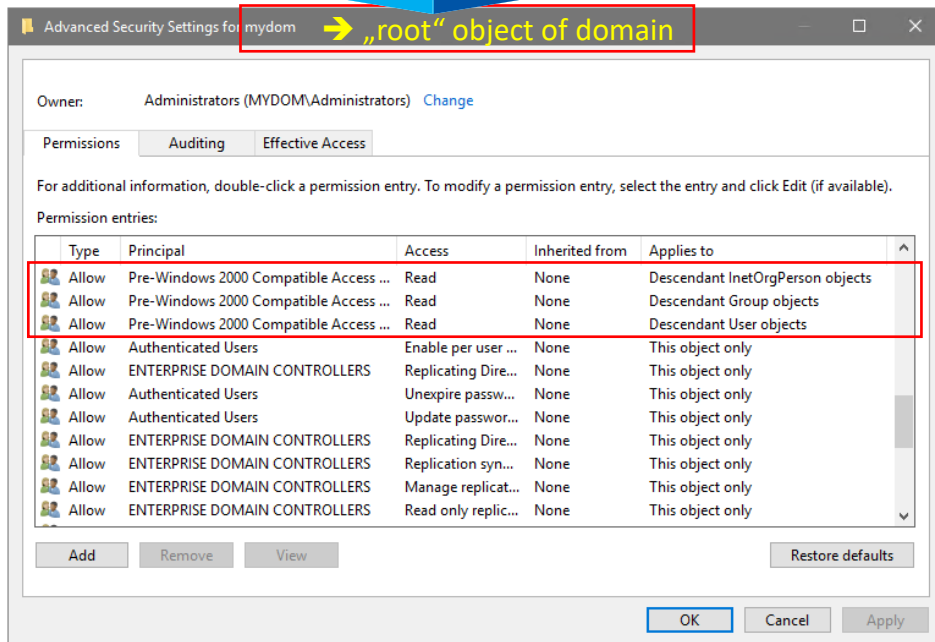 Advanced Security Settings for mydom ➔ „root“ object of domain
Owner: Administrators (MYDOM\Administrators) Change
Permissions Auditing Effective Access
For additional information, double-click a permission entry. To modify a permission entry, select the entry and click Edit (if available).
Permission entries:
Type Principal Access Inherited from Applies to
Allow Pre-Windows 2000 Compatible Access ... Read None Descendant InetOrgPerson objects
Allow Pre-Windows 2000 Compatible Access ... Read None Descendant Group objects
Allow Pre-Windows 2000 Compatible Access ... Read None Descendant User objects
Allow Authenticated Users Enable per user ... None This object only
Allow ENTERPRISE DOMAIN CONTROLLERS Replicating Dire... None This object only
Allow Authenticated Users Unexpire passw... None This object only
Allow Authenticated Users Update passwor... None This object only
Allow ENTERPRISE DOMAIN CONTROLLERS Replicating Dire... None This object only
Allow ENTERPRISE DOMAIN CONTROLLERS Replication syn... None This object only
Allow ENTERPRISE DOMAIN CONTROLLERS Manage replicat... None This object only
Allow ENTERPRISE DOMAIN CONTROLLERS Read only replic... None This object only
Add Remove View Restore defaults
OK Cancel Apply